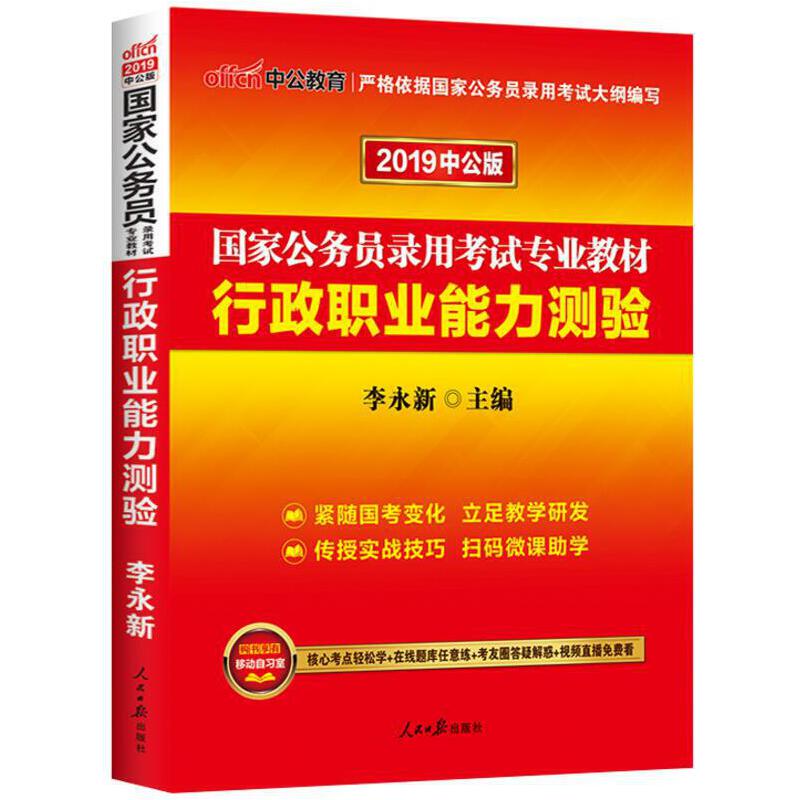 offcn
2019
中公版
国家公务员
录用考试
专业教材
行政职业能力测验
李永新
人民日报出版社
offcn中公教育 严格依据国家公务员录用考试大纲编写
2019中公版
国家公务员录用考试专业教材
行政职业能力测验
李永新◎主编
紧随国考变化 立足教学研发
传授实战技巧 扫码微课助学
购书享有
移动自习室
核心考点轻松学+在线题库任意练+考友圈答疑解惑+视频直播免费看
人民日报出版社